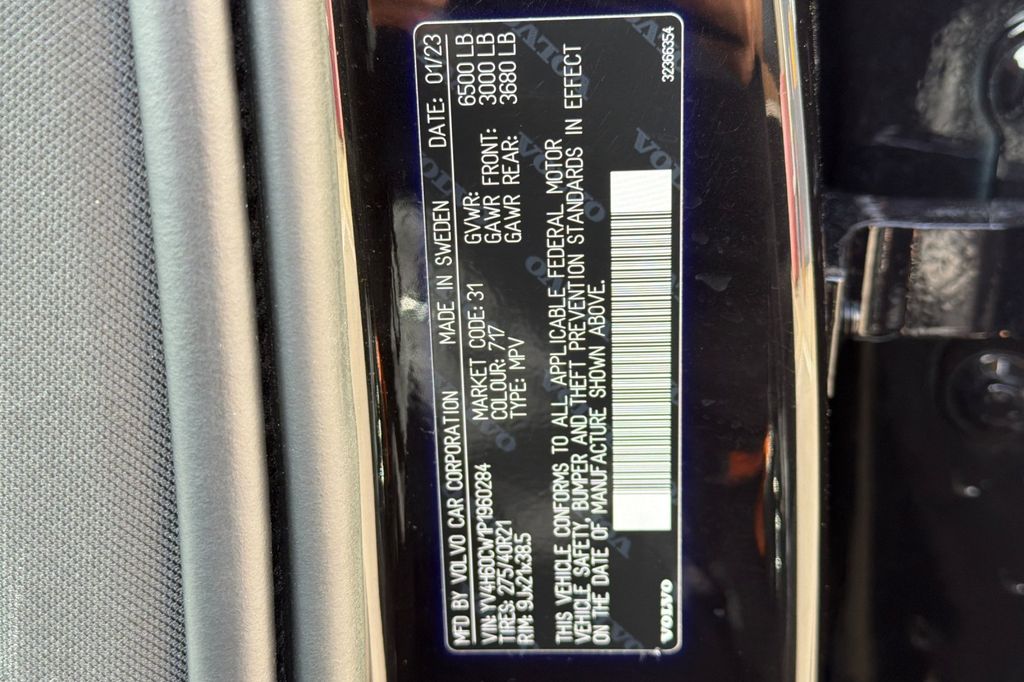 MFD BY VOLVO CAR CORPORATION MADE IN SWEDEN DATE: 01/23
VIN: YV4H60CW1P1960284 MARKET CODE: 31 GVWR: 6500 LB
TIRES: 275/40R21 COLOUR: 717 GAWR FRONT: 3000 LB
RIM: 9Jx21x38.5 TYPE: MPV GAWR REAR: 3680 LB
THIS VEHICLE CONFORMS TO ALL APPLICABLE FEDERAL MOTOR
VEHICLE SAFETY, BUMPER AND THEFT PREVENTION STANDARDS IN EFFECT
ON THE DATE OF MANUFACTURE SHOWN ABOVE.
VOLVO 32366354